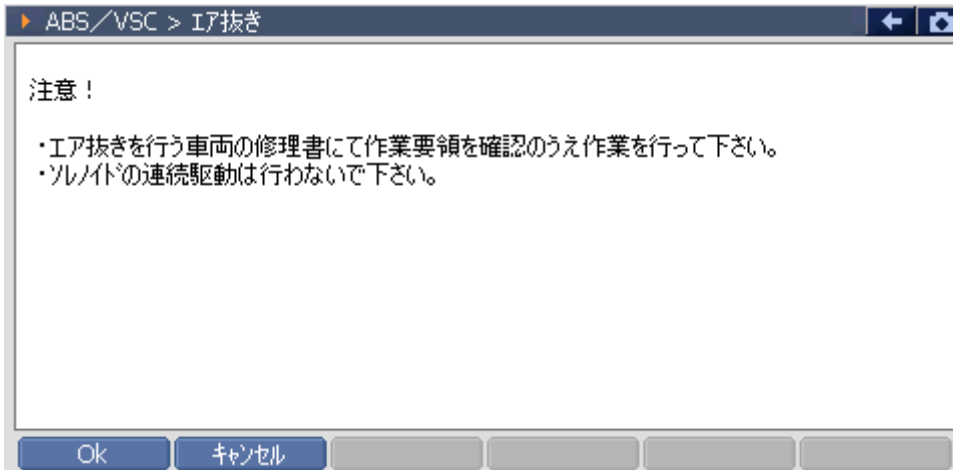 ABS／VSC > ｴｱ抜き
注意！
・エア抜きを行う車両の修理書にて作業要領を確認のうえ作業を行って下さい。
・ｿﾚﾉｲﾄﾞの連続駆動は行わないで下さい。
Ok
ｷｬﾝｾﾙ